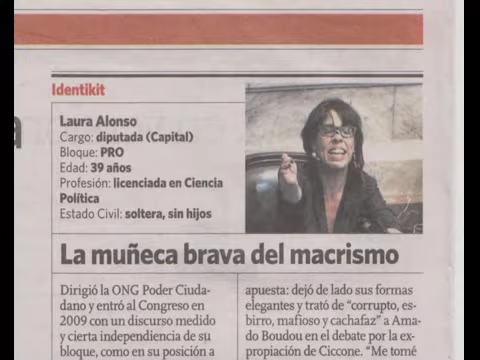 Identikit
Laura Alonso
Cargo: diputada (Capital)
Bloque: PRO
Edad: 39 años
Profesión: licenciada en Ciencia
Política
Estado Civil: soltera, sin hijos
La muñeca brava del macrismo
Dirigió la ONG Poder Ciuda-
dano y entró al Congreso en
2009 con un discurso medido
y cierta independencia de su
bloque, como en su posición a
apuesta: dejó de lado sus formas
elegantes y trató de “corrupto, es-
birro, mafioso y cachafaz” a Ama-
do Boudou en el debate por la ex-
propiación de Ciccone. “Me tomé